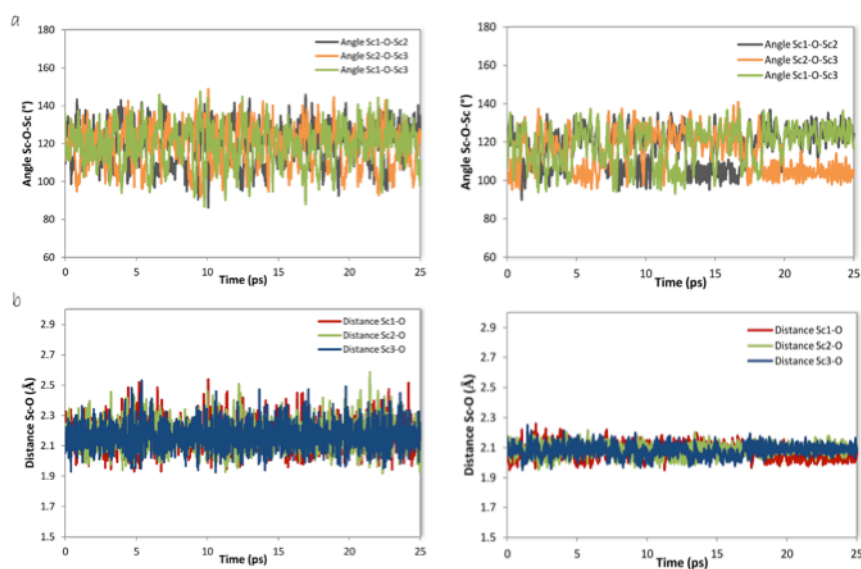 a
180
160
140
120
100
80
60
Angle Sc-O-Sc (°)
Angle Sc1-O-Sc2
Angle Sc2-O-Sc3
Angle Sc1-O-Sc3
0 5 10 15 20 25
Time (ps)
180
160
140
120
100
80
60
Angle Sc-O-Sc (°)
Angle Sc1-O-Sc2
Angle Sc2-O-Sc3
Angle Sc1-O-Sc3
0 5 10 15 20 25
Time (ps)
b
2.9
2.7
2.5
2.3
2.1
1.9
1.7
1.5
Distance Sc-O (Å)
Distance Sc1-O
Distance Sc2-O
Distance Sc3-O
0 5 10 15 20 25
Time (ps)
2.9
2.7
2.5
2.3
2.1
1.9
1.7
1.5
Distance Sc-O (Å)
Distance Sc1-O
Distance Sc2-O
Distance Sc3-O
0 5 10 15 20 25
Time (ps)